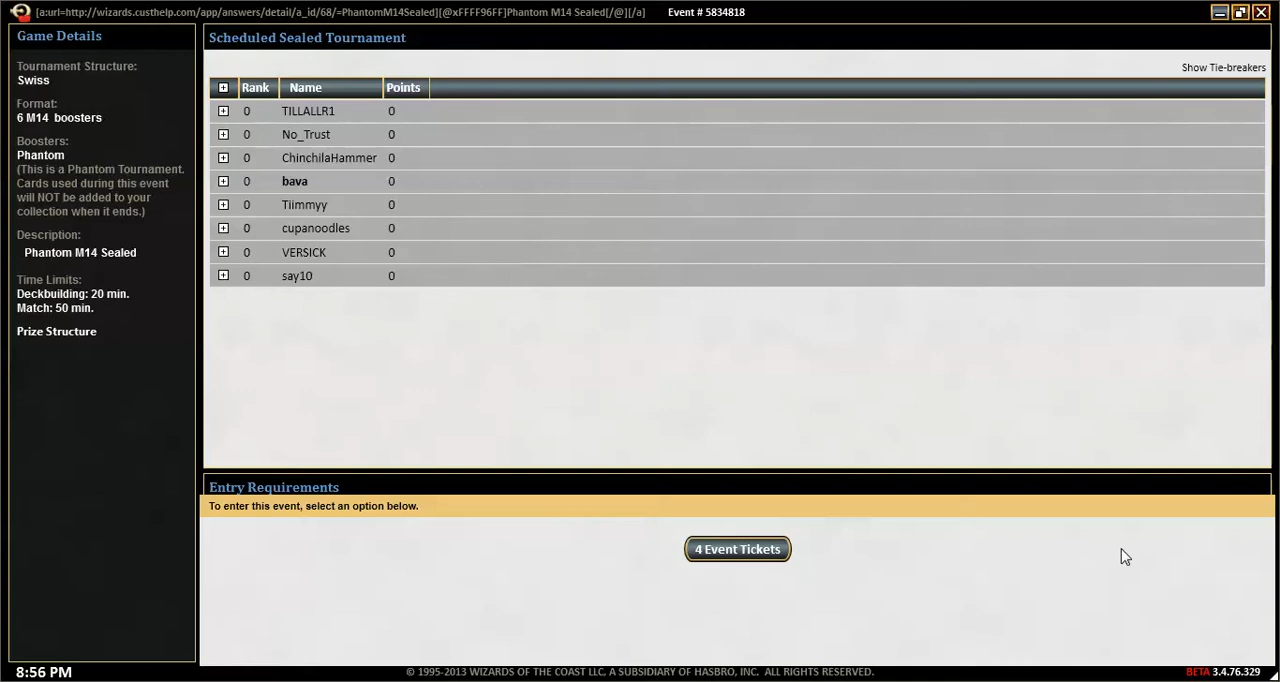 [a:url=http://wizards.custhelp.com/app/answers/detail/a_id/68/=PhantomM14Sealed][@xFFFF96FF]Phantom M14 Sealed[/@][/a] Event # 5834818
Game Details
Tournament Structure:
Swiss
Format:
6 M14 boosters
Boosters:
Phantom
(This is a Phantom Tournament.
Cards used during this event
will NOT be added to your
collection when it ends.)
Description:
Phantom M14 Sealed
Time Limits:
Deckbuilding: 20 min.
Match: 50 min.
Prize Structure
Scheduled Sealed Tournament
Show Tie-breakers
Rank Name Points
0 TILLALLR1 0
0 No_Trust 0
0 ChinchilaHammer 0
0 bava 0
0 Tiimmyy 0
0 cupanoodles 0
0 VERSICK 0
0 say10 0
Entry Requirements
To enter this event, select an option below.
4 Event Tickets
8:56 PM
© 1995-2013 WIZARDS OF THE COAST LLC, A SUBSIDIARY OF HASBRO, INC. ALL RIGHTS RESERVED.
BETA 3.4.76.329